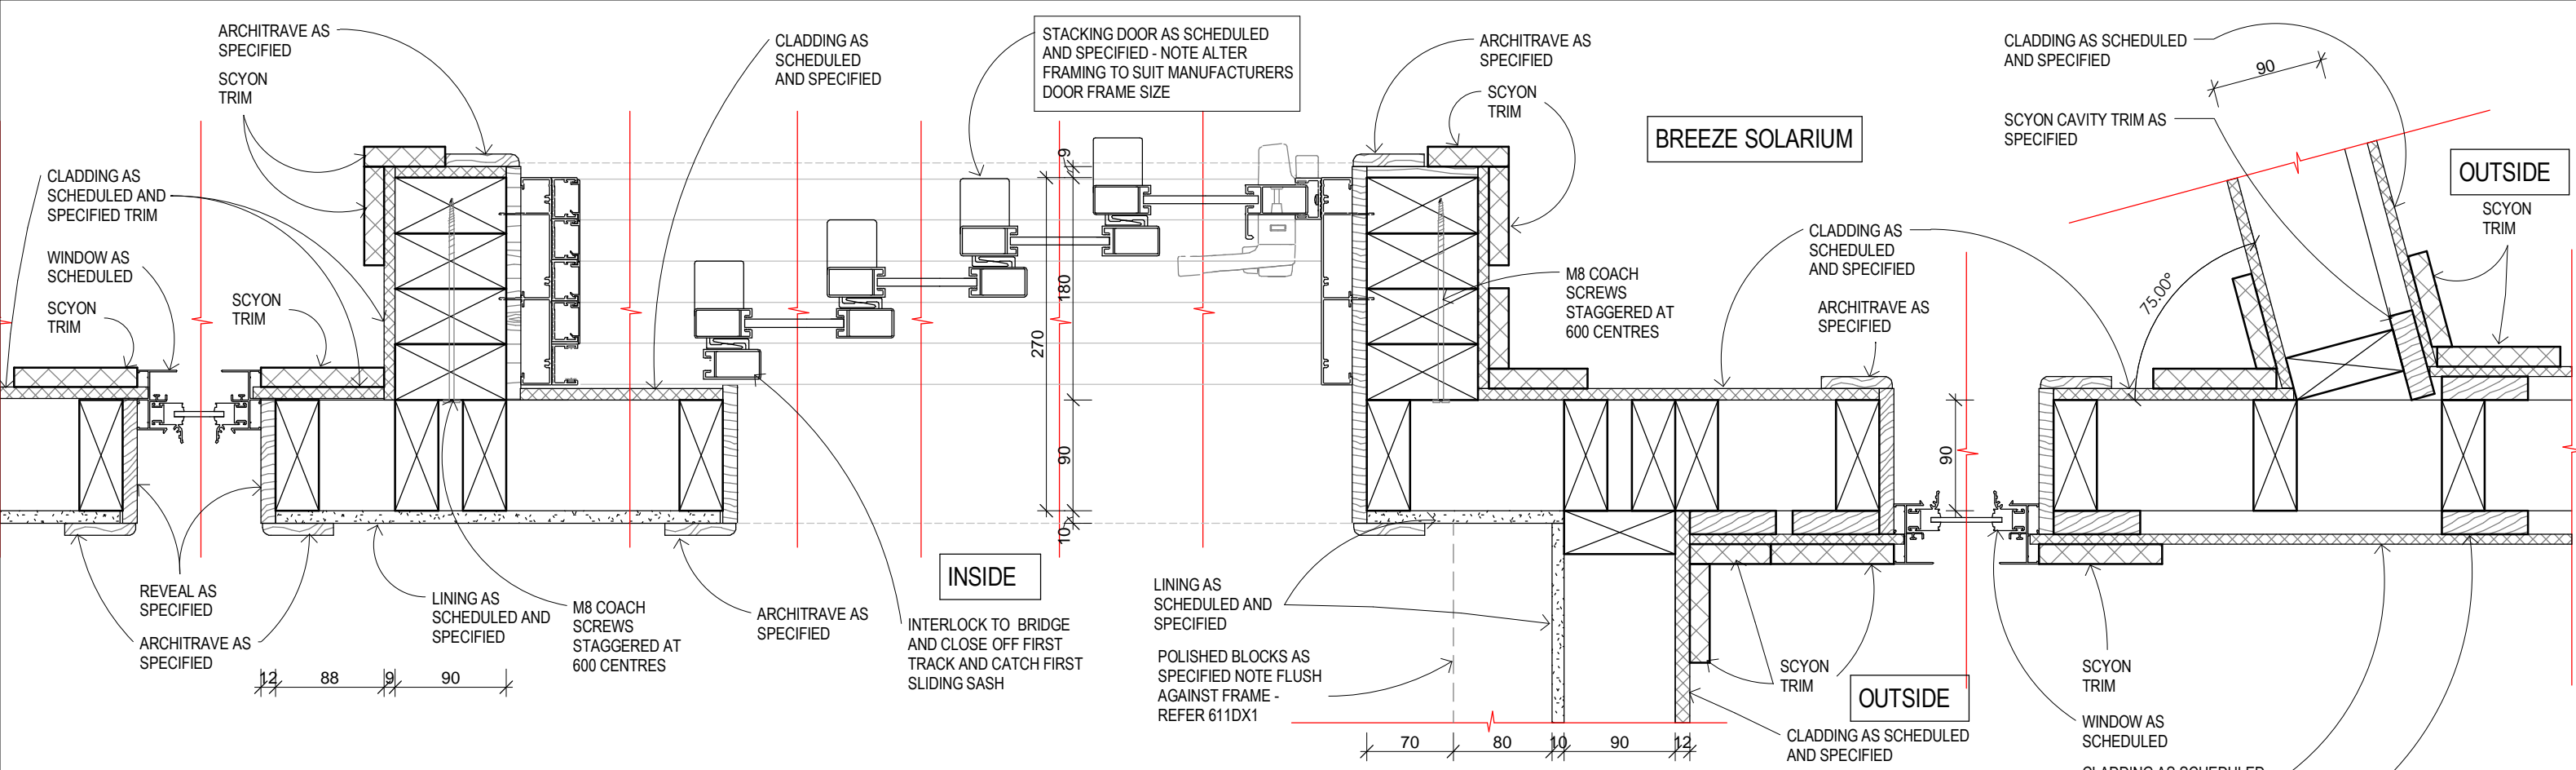 ARCHITRAVE AS
SPECIFIED
SCYON
TRIM
CLADDING AS
SCHEDULED
AND SPECIFIED
STACKING DOOR AS SCHEDULED
AND SPECIFIED - NOTE ALTER
FRAMING TO SUIT MANUFACTURERS
DOOR FRAME SIZE
ARCHITRAVE AS
SPECIFIED
SCYON
TRIM
BREEZE SOLARIUM
CLADDING AS SCHEDULED
AND SPECIFIED
90
SCYON CAVITY TRIM AS
SPECIFIED
OUTSIDE
SCYON
TRIM
CLADDING AS
SCHEDULED AND
SPECIFIED TRIM
WINDOW AS
SCHEDULED
SCYON
TRIM
SCYON
TRIM
9
180
270
90
10
M8 COACH
SCREWS
STAGGERED AT
600 CENTRES
CLADDING AS
SCHEDULED
AND SPECIFIED
ARCHITRAVE AS
SPECIFIED
75.00°
90
INSIDE
REVEAL AS
SPECIFIED
ARCHITRAVE AS
SPECIFIED
LINING AS
SCHEDULED AND
SPECIFIED
M8 COACH
SCREWS
STAGGERED AT
600 CENTRES
ARCHITRAVE AS
SPECIFIED
INTERLOCK TO BRIDGE
AND CLOSE OFF FIRST
TRACK AND CATCH FIRST
SLIDING SASH
12 88 9 90
LINING AS
SCHEDULED AND
SPECIFIED
POLISHED BLOCKS AS
SPECIFIED NOTE FLUSH
AGAINST FRAME -
REFER 611DX1
70 80 10 90 12
SCYON
TRIM
OUTSIDE
CLADDING AS SCHEDULED
AND SPECIFIED
SCYON
TRIM
WINDOW AS
SCHEDULED
CLADDING AS SCHEDULED